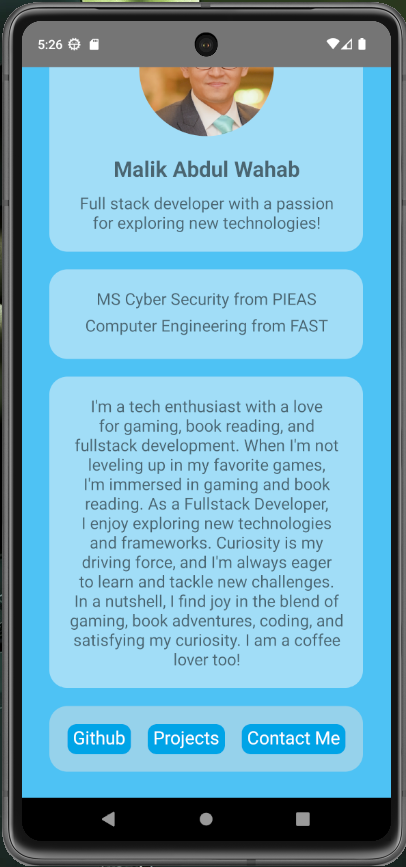 5:26
Malik Abdul Wahab
Full stack developer with a passion
for exploring new technologies!
MS Cyber Security from PIEAS
Computer Engineering from FAST
I'm a tech enthusiast with a love
for gaming, book reading, and
fullstack development. When I'm not
leveling up in my favorite games,
I'm immersed in gaming and book
reading. As a Fullstack Developer,
I enjoy exploring new technologies
and frameworks. Curiosity is my
driving force, and I'm always eager
to learn and tackle new challenges.
In a nutshell, I find joy in the blend of
gaming, book adventures, coding, and
satisfying my curiosity. I am a coffee
lover too!
Github Projects Contact Me